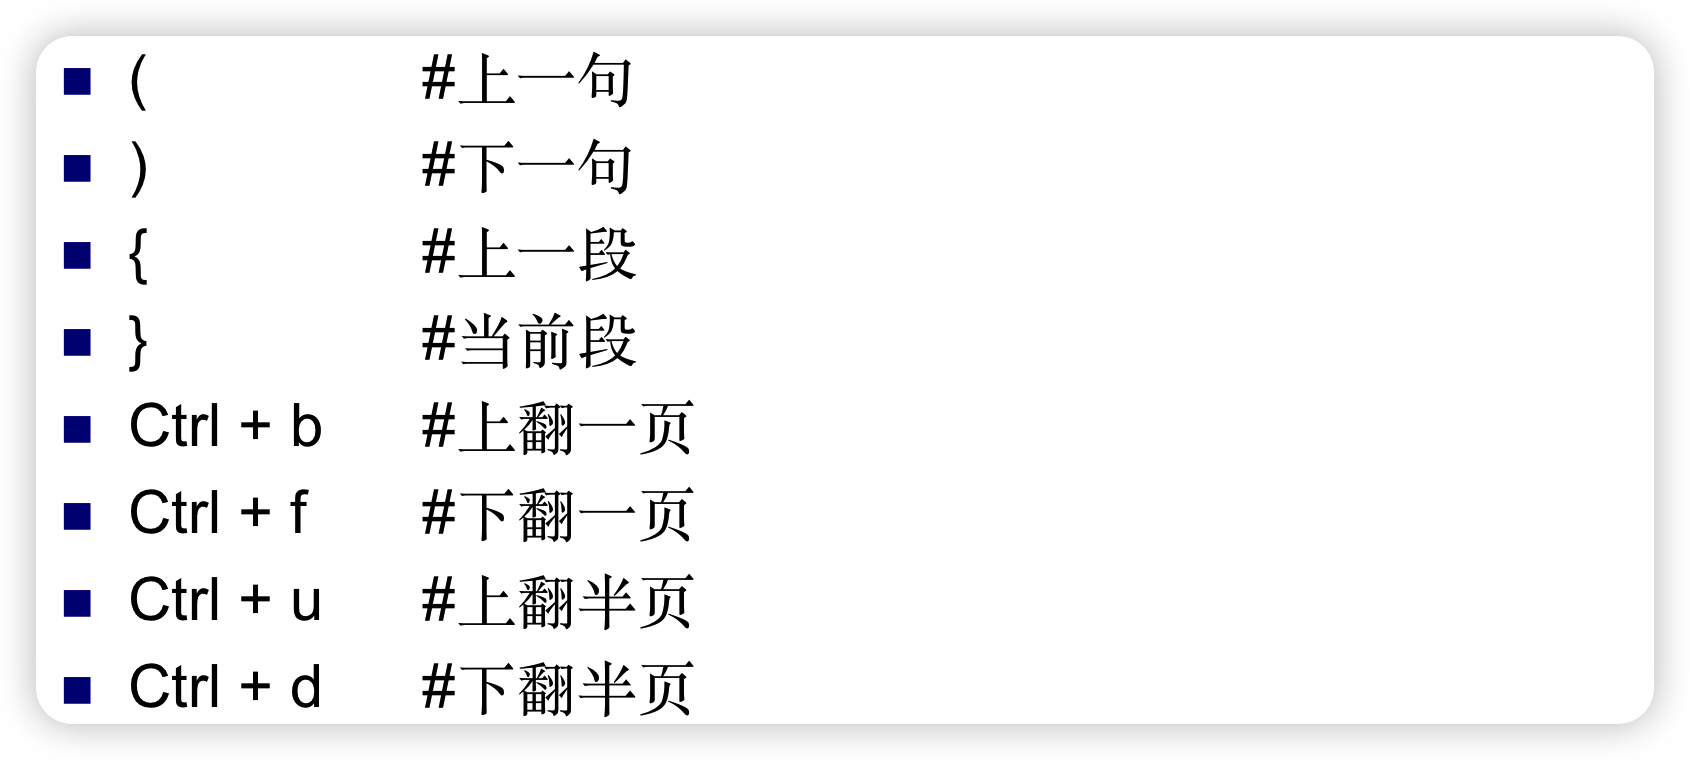 ( #上一句
) #下一句
{ #上一段
} #当前段
Ctrl + b #上翻一页
Ctrl + f #下翻一页
Ctrl + u #上翻半页
Ctrl + d #下翻半页